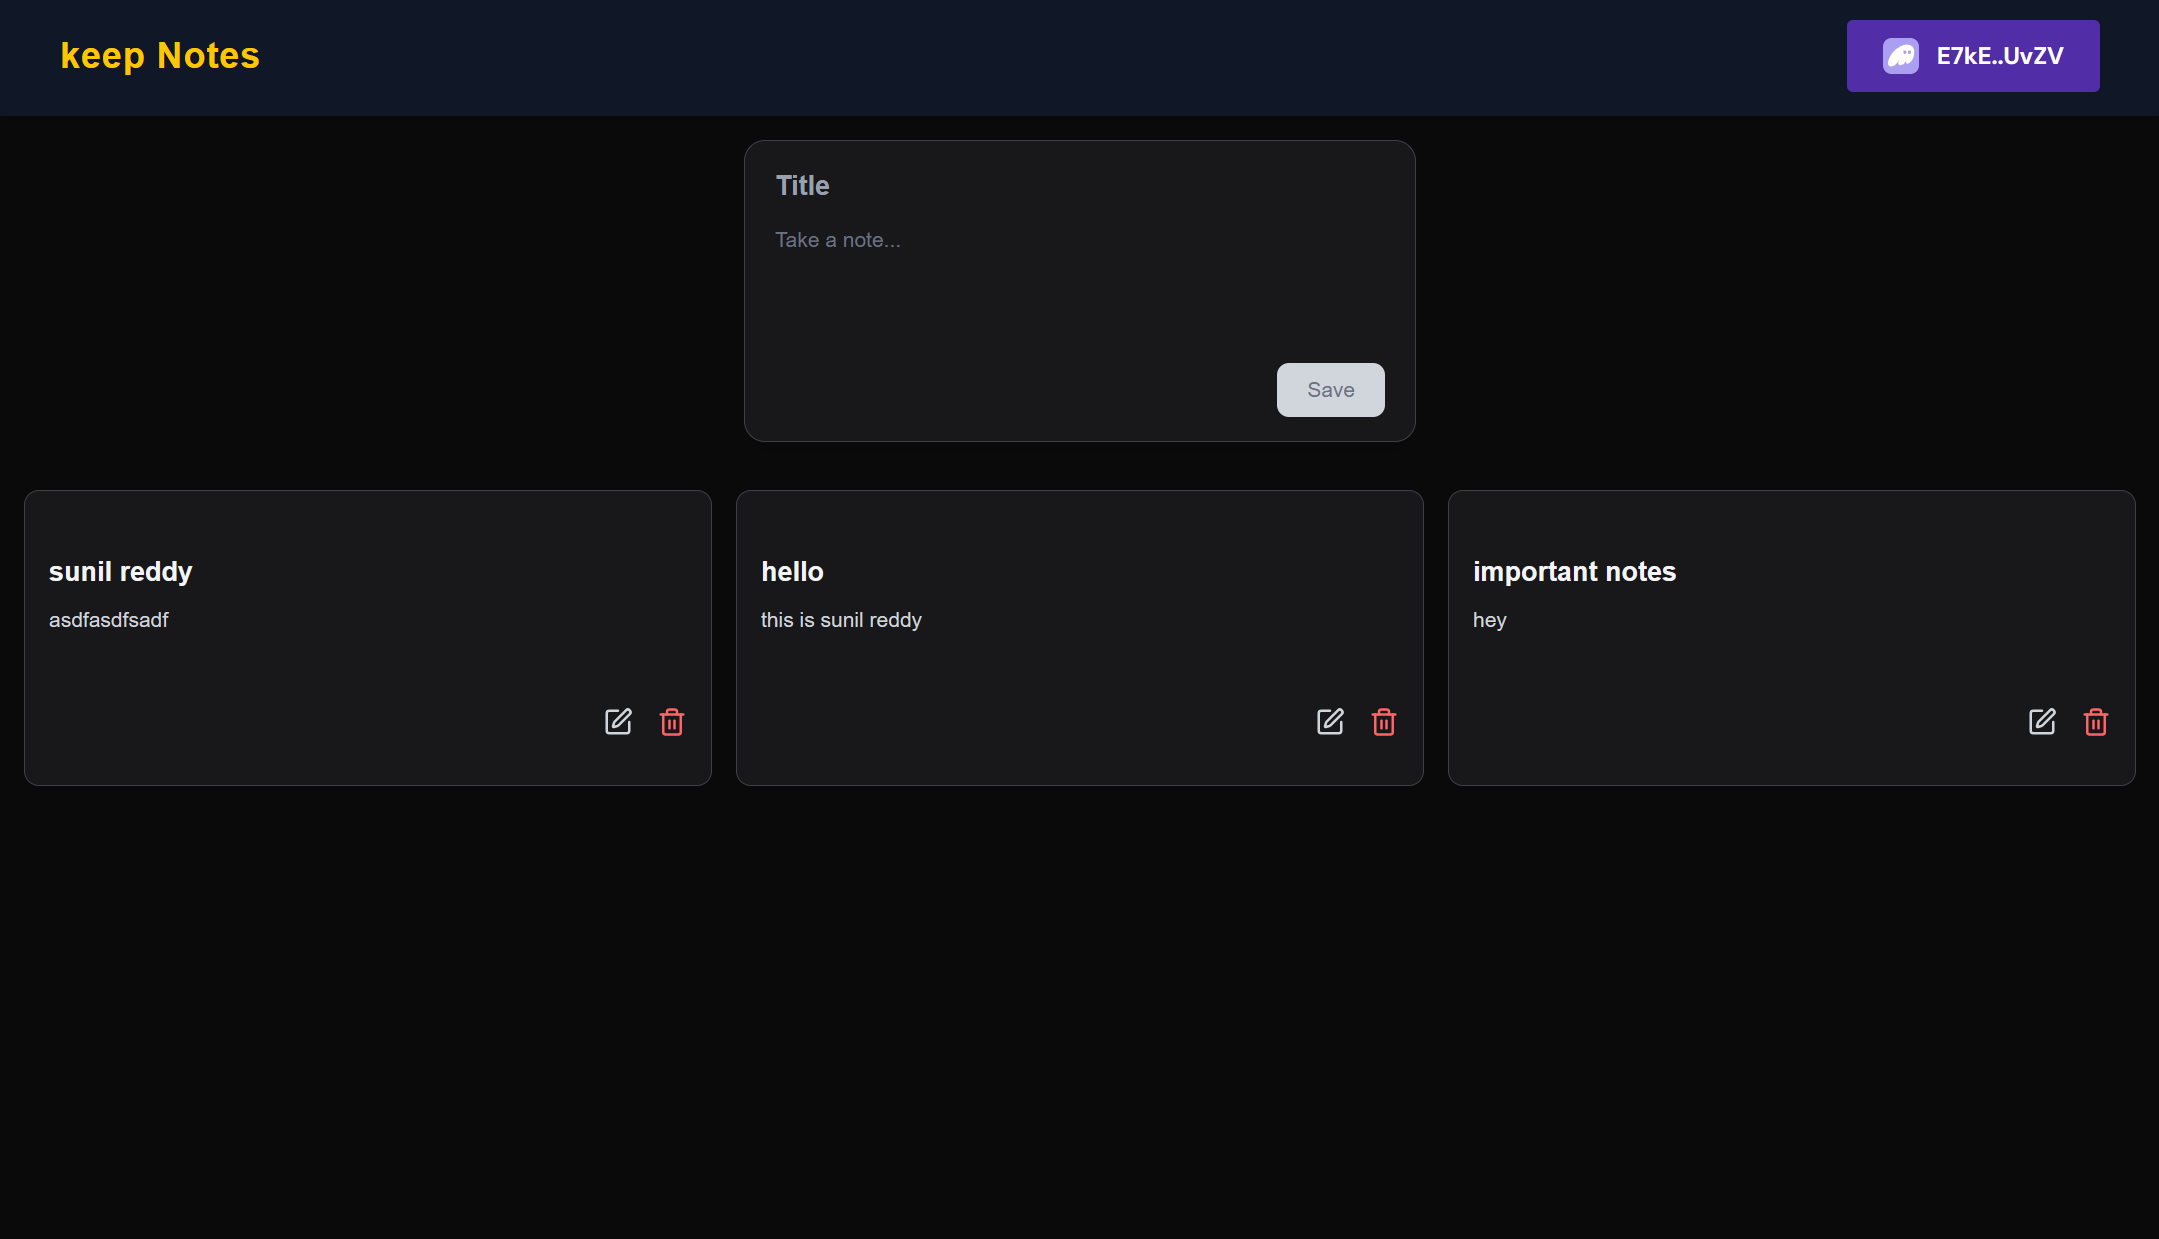 keep Notes
E7kE..UvZV
Title
Take a note...
Save
sunil reddy
asdfasdfsadf
hello
this is sunil reddy
important notes
hey